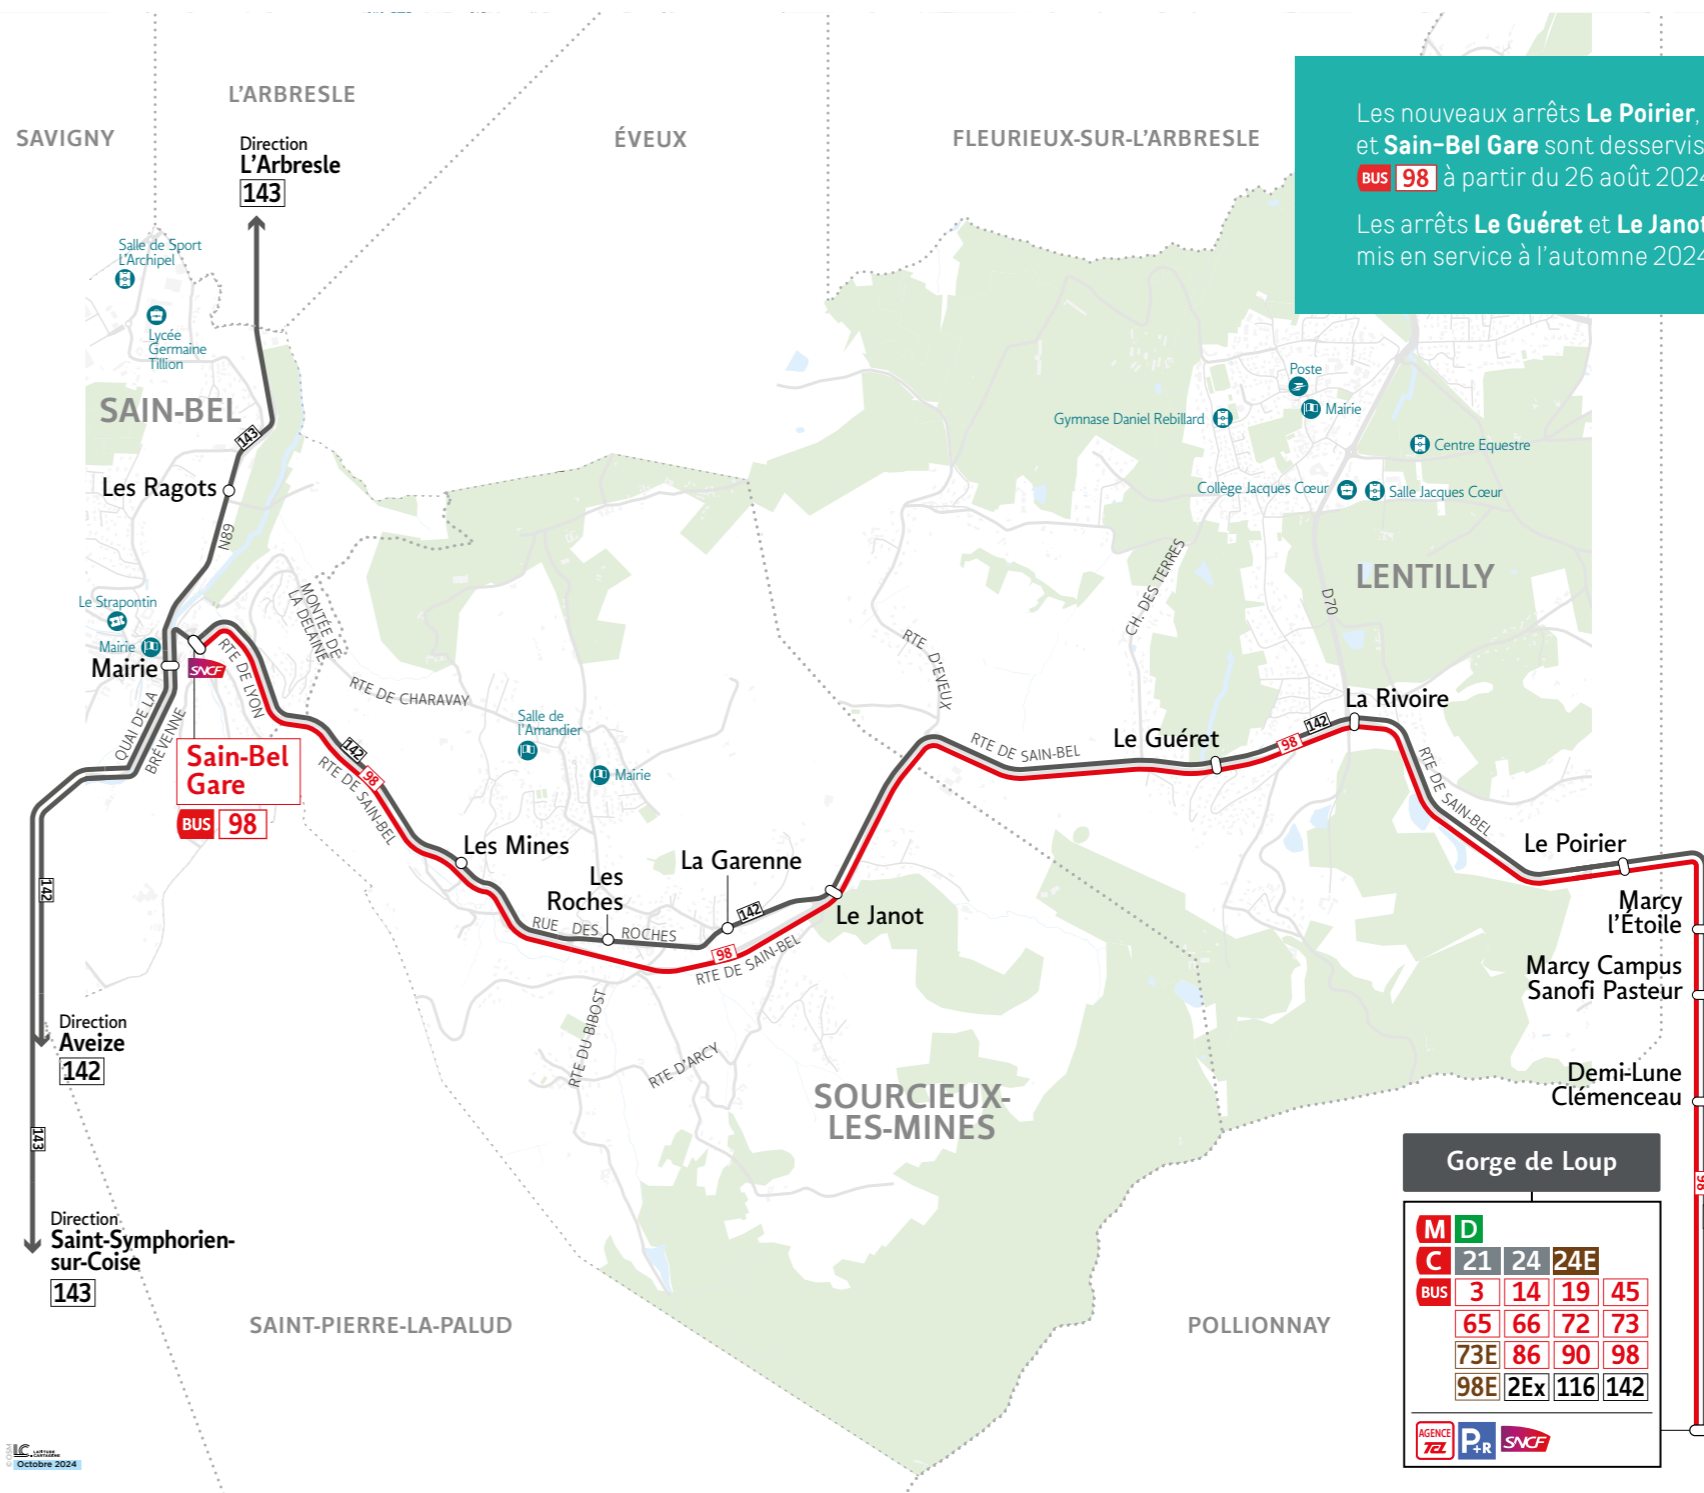 L'ARBRESLE
SAVIGNY
ÉVEUX
FLEURIEUX-SUR-L'ARBRESLE
Les nouveaux arrêts Le Poirier,
et Sain-Bel Gare sont desservis
BUS 98 à partir du 26 août 2024
Les arrêts Le Guéret et Le Janot
mis en service à l'automne 2024
Direction
L'Arbresle
143
Salle de Sport
L'Archipel
Lycée
Germaine
Tillion
SAIN-BEL
143
Les Ragots
N89
Poste
Mairie
Gymnase Daniel Rebillard
Centre Equestre
Collège Jacques Cœur
Salle Jacques Cœur
LENTILLY
CH. DES TERRES
D70
Le Strapontin
Mairie
Mairie
SNCF
MONTÉE DE
LA DELAINE
RTE DE LYON
RTE DE CHARAVAY
QUAI DE LA
BRÉVENNE
Sain-Bel
Gare
BUS 98
Salle de
l'Amandier
Mairie
142
98
RTE DE SAIN-BEL
RTE D'EVEUX
RTE DE SAIN-BEL
Le Guéret
98
142
La Rivoire
RTE DE SAIN-BEL
Le Poirier
Les Mines
Les
Roches
La Garenne
RUE DES ROCHES
142
98
RTE DE SAIN-BEL
Le Janot
Marcy
l'Étoile
Marcy Campus
Sanofi Pasteur
Demi-Lune
Clémenceau
98
142
Direction
Aveize
142
143
RTE DU BIBOST
RTE D'ARCY
SOURCIEUX-
LES-MINES
Direction
Saint-Symphorien-
sur-Coise
143
SAINT-PIERRE-LA-PALUD
POLLIONNAY
Gorge de Loup
M D
C 21 24 24E
BUS 3 14 19 45
65 66 72 73
73E 86 90 98
98E 2Ex 116 142
AGENCE
TCL
P+R
SNCF
© OSM
LC LATITUDE
CARTAGÈNE
Octobre 2024